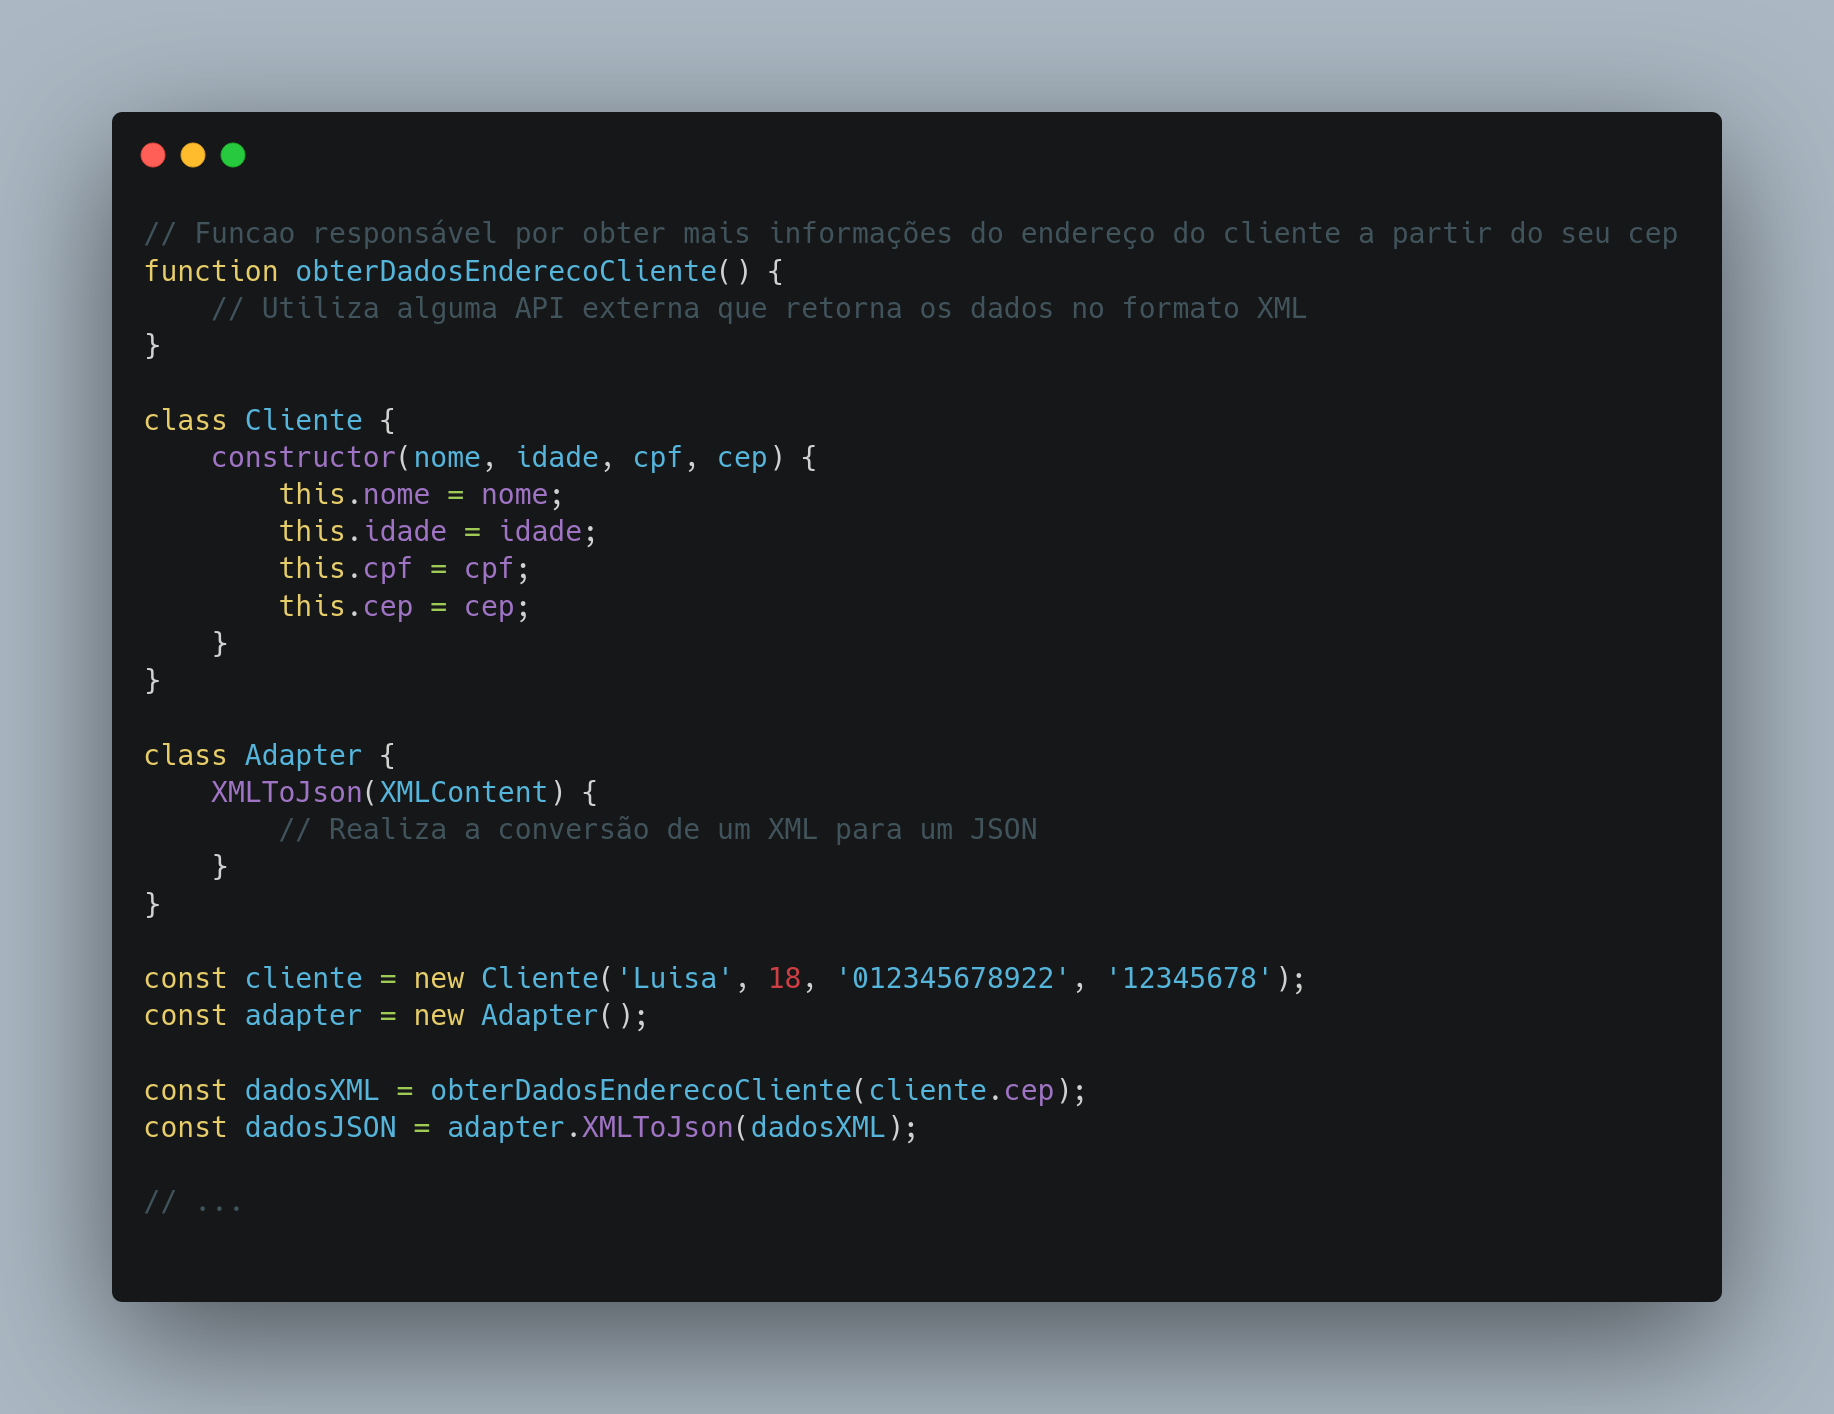 // Funcao responsável por obter mais informações do endereço do cliente a partir do seu cep
function obterDadosEnderecoCliente() {
    // Utiliza alguma API externa que retorna os dados no formato XML
}

class Cliente {
    constructor(nome, idade, cpf, cep) {
        this.nome = nome;
        this.idade = idade;
        this.cpf = cpf;
        this.cep = cep;
    }
}

class Adapter {
    XMLToJson(XMLContent) {
        // Realiza a conversão de um XML para um JSON
    }
}

const cliente = new Cliente('Luisa', 18, '012345678922', '12345678');
const adapter = new Adapter();

const dadosXML = obterDadosEnderecoCliente(cliente.cep);
const dadosJSON = adapter.XMLToJson(dadosXML);

// ...